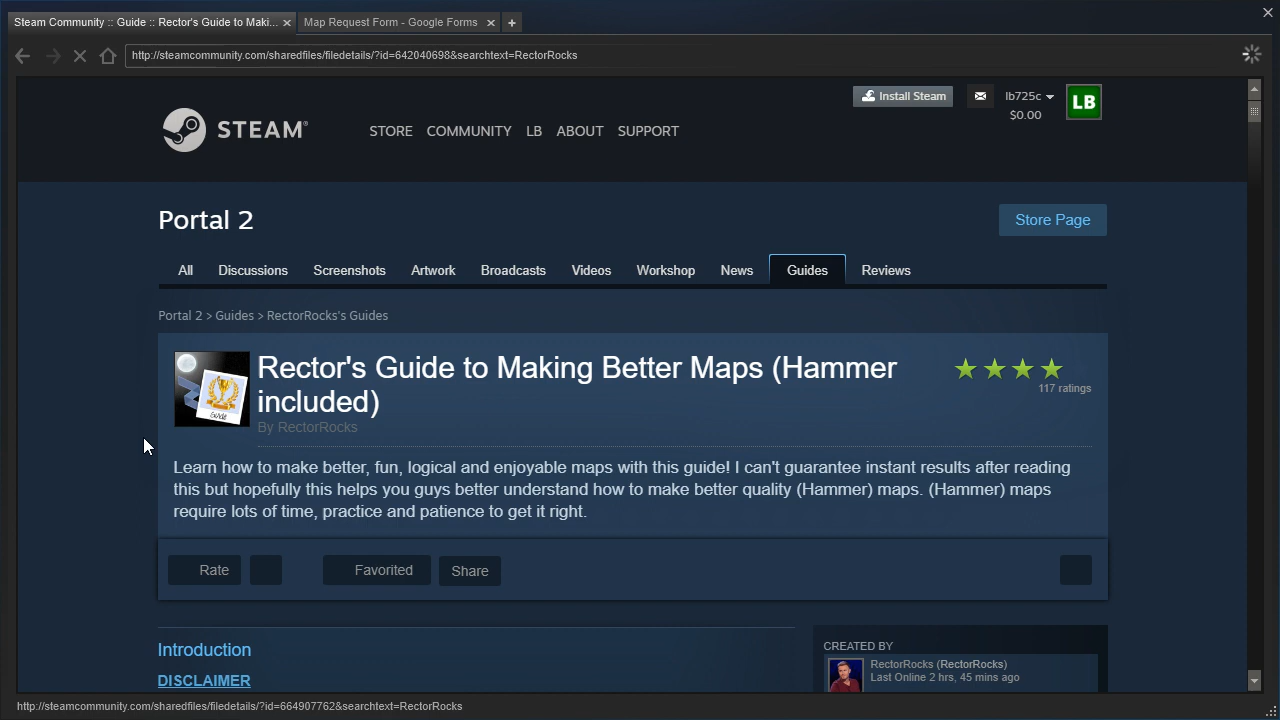 Steam Community :: Guide :: Rector's Guide to Maki...
Map Request Form - Google Forms
http://steamcommunity.com/sharedfiles/filedetails/?id=642040698&searchtext=RectorRocks
Install Steam
lb725c
$0.00
LB
STEAM
STORE COMMUNITY LB ABOUT SUPPORT
Portal 2
Store Page
All Discussions Screenshots Artwork Broadcasts Videos Workshop News Guides Reviews
Portal 2 > Guides > RectorRocks's Guides
Rector's Guide to Making Better Maps (Hammer
included)
117 ratings
By RectorRocks
Guide
Learn how to make better, fun, logical and enjoyable maps with this guide! I can't guarantee instant results after reading
this but hopefully this helps you guys better understand how to make better quality (Hammer) maps. (Hammer) maps
require lots of time, practice and patience to get it right.
Rate
Favorited
Share
Introduction
DISCLAIMER
CREATED BY
RectorRocks (RectorRocks)
Last Online 2 hrs, 45 mins ago
http://steamcommunity.com/sharedfiles/filedetails/?id=664907762&searchtext=RectorRocks